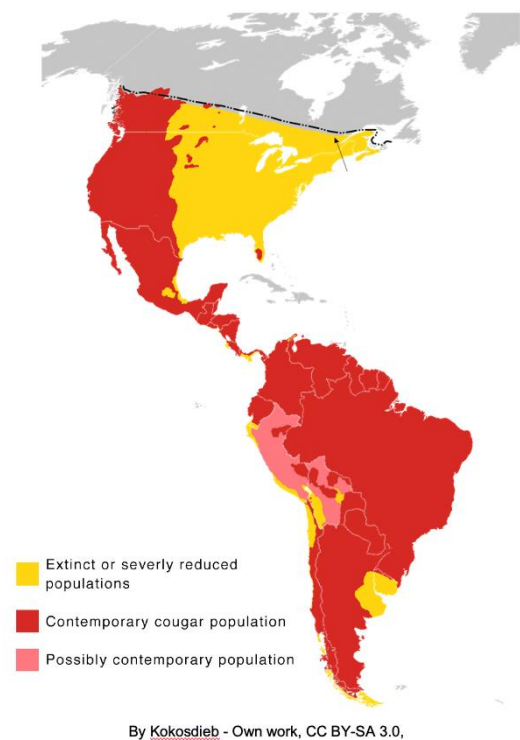 Extinct or severly reduced
populations
Contemporary cougar population
Possibly contemporary population
By Kokosdieb - Own work, CC BY-SA 3.0,